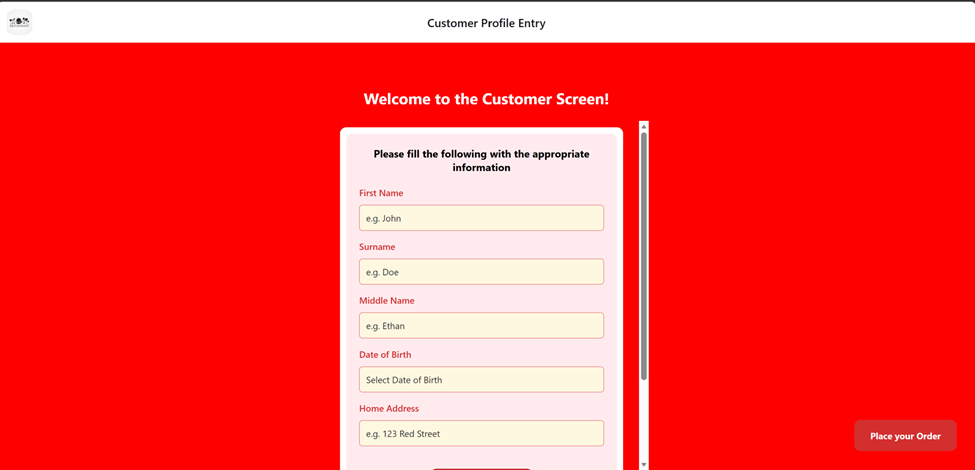 Customer Profile Entry
Welcome to the Customer Screen!
Please fill the following with the appropriate
information
First Name
e.g. John
Surname
e.g. Doe
Middle Name
e.g. Ethan
Date of Birth
Select Date of Birth
Home Address
e.g. 123 Red Street
Place your Order